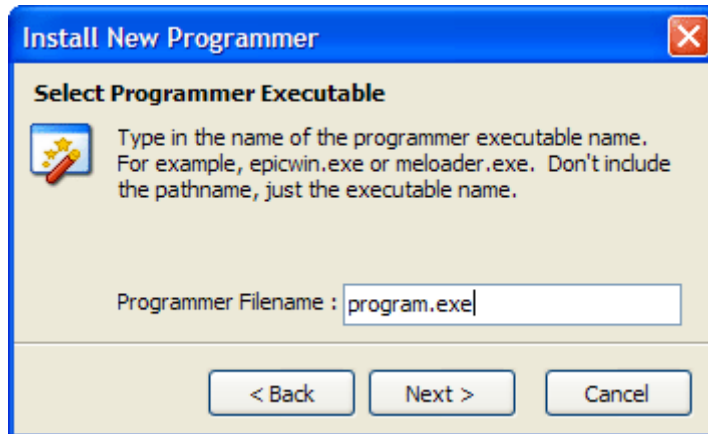 Install New Programmer
Select Programmer Executable
Type in the name of the programmer executable name.
For example, epicwin.exe or meloader.exe.  Don't include
the pathname, just the executable name.
Programmer Filename : program.exe
< Back Next > Cancel